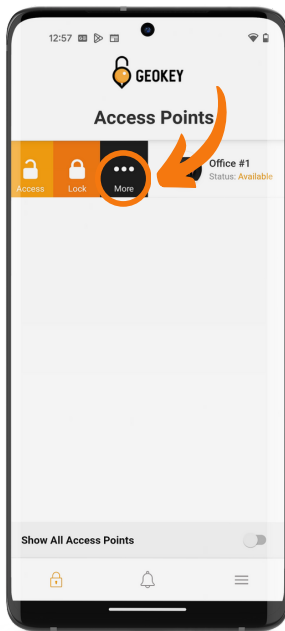 12:57
GEOKEY
Access Points
Access
Lock
More
Office #1
Status: Available
Show All Access Points